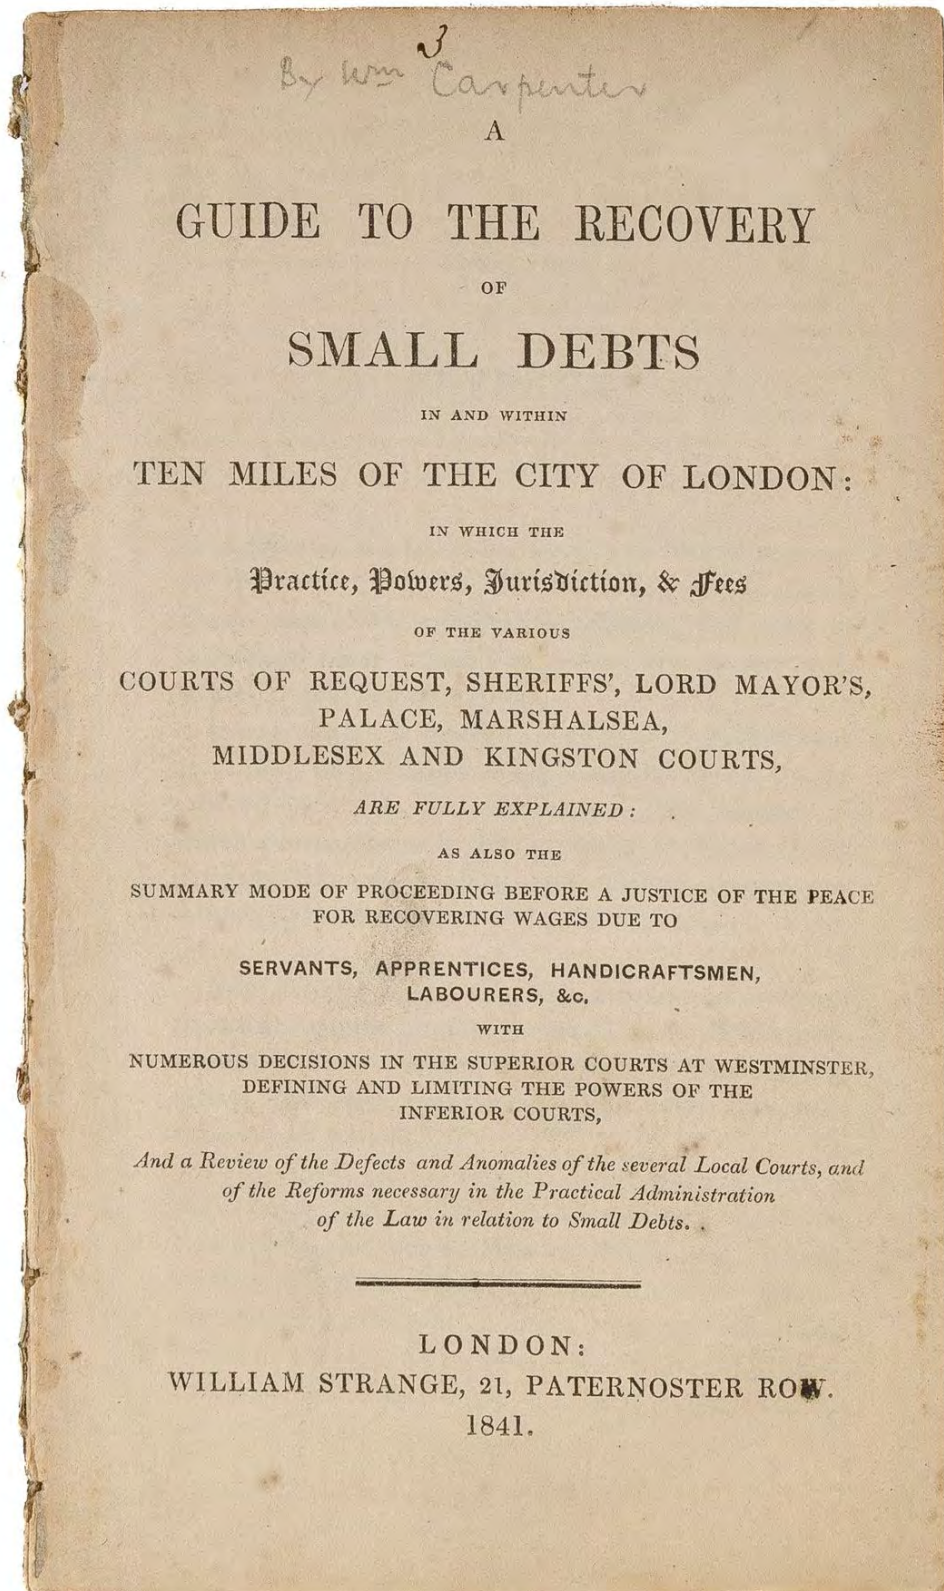 3
By Wm Carpenter
A
GUIDE TO THE RECOVERY
OF
SMALL DEBTS
IN AND WITHIN
TEN MILES OF THE CITY OF LONDON:
IN WHICH THE
Practice, Powers, Jurisdiction, & Fees
OF THE VARIOUS
COURTS OF REQUEST, SHERIFFS', LORD MAYOR'S,
PALACE, MARSHALSEA,
MIDDLESEX AND KINGSTON COURTS,
ARE FULLY EXPLAINED:
AS ALSO THE
SUMMARY MODE OF PROCEEDING BEFORE A JUSTICE OF THE PEACE
FOR RECOVERING WAGES DUE TO
SERVANTS, APPRENTICES, HANDICRAFTSMEN,
LABOURERS, &c.
WITH
NUMEROUS DECISIONS IN THE SUPERIOR COURTS AT WESTMINSTER,
DEFINING AND LIMITING THE POWERS OF THE
INFERIOR COURTS,
And a Review of the Defects and Anomalies of the several Local Courts, and
of the Reforms necessary in the Practical Administration
of the Law in relation to Small Debts.
LONDON:
WILLIAM STRANGE, 21, PATERNOSTER ROW.
1841.